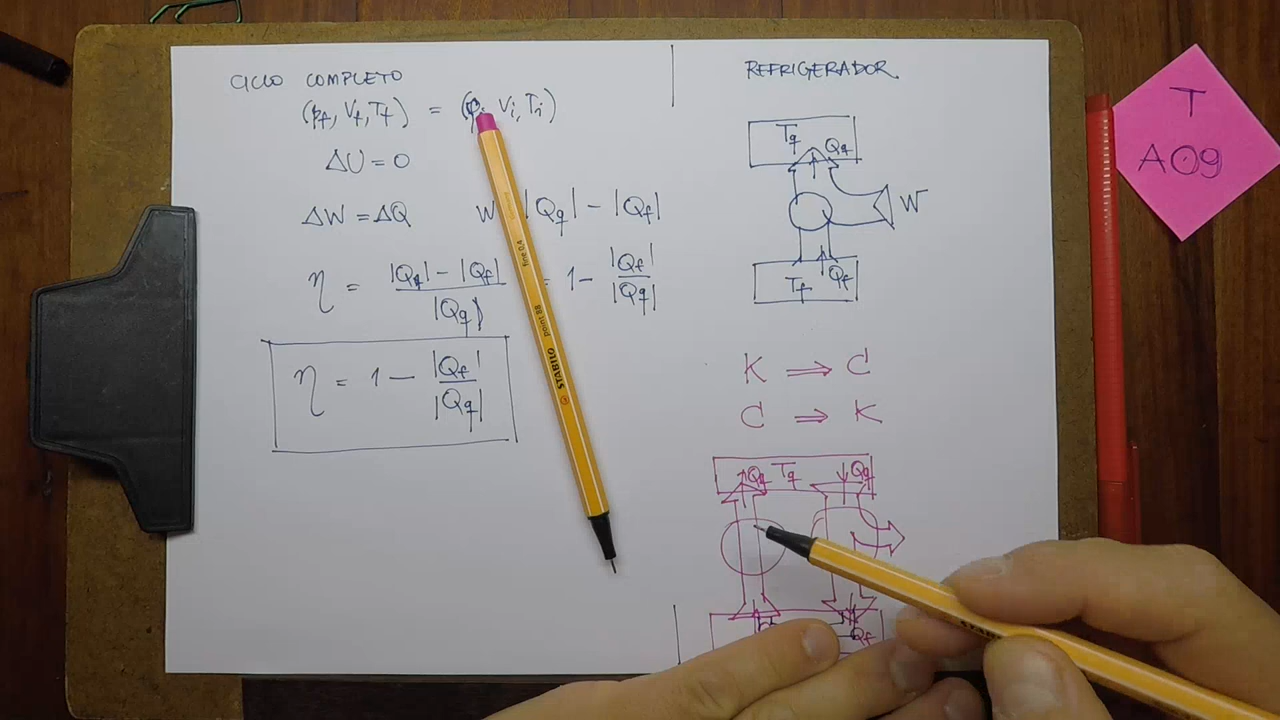 CICLO COMPLETO
(Pf, Vf, Tf) = (Pi, Vi, Ti)
ΔU = 0
ΔW = ΔQ W |Qq| − |Qf|
η = |Qq| − |Qf| / |Qq| = 1 − |Qf| / |Qq|
η = 1 − |Qf| / |Qq|
REFRIGERADOR
Tq Qq
W
Tf Qf
K ⇒ C
C ⇒ K
Qq Tq Qq
Qf
T
A09
STABILO point 88 fine 0,4
STABILO